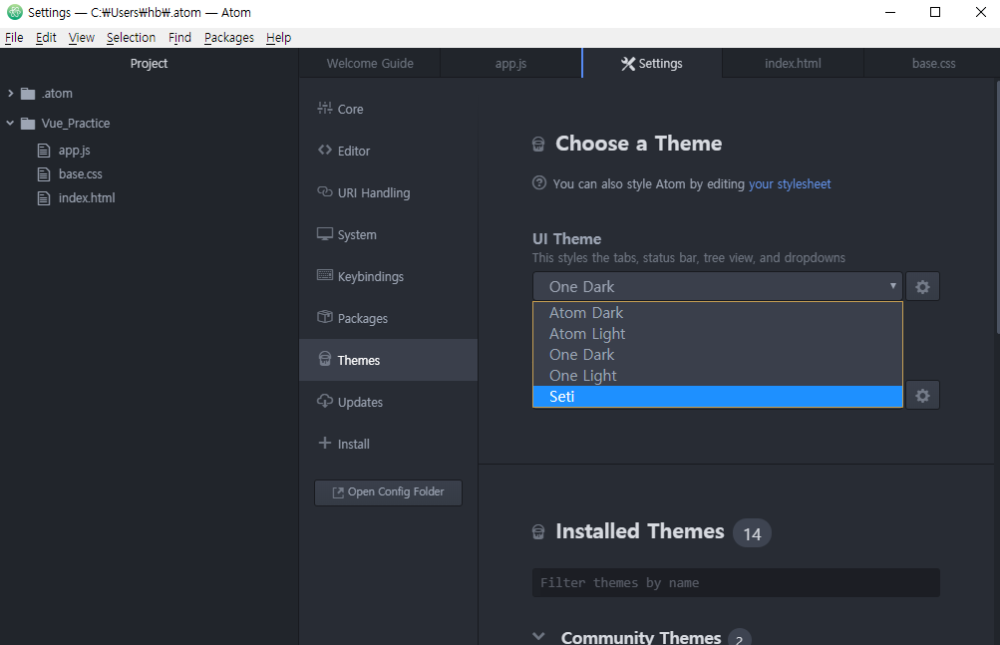 Settings — C:₩Users₩hb₩.atom — Atom
File Edit View Selection Find Packages Help
Project
Welcome Guide
app.js
Settings
index.html
base.css
.atom
Vue_Practice
app.js
base.css
index.html
Core
Editor
URI Handling
System
Keybindings
Packages
Themes
Updates
Install
Open Config Folder
Choose a Theme
You can also style Atom by editing your stylesheet
UI Theme
This styles the tabs, status bar, tree view, and dropdowns
One Dark
Atom Dark
Atom Light
One Dark
One Light
Seti
Installed Themes 14
Filter themes by name
Community Themes 2